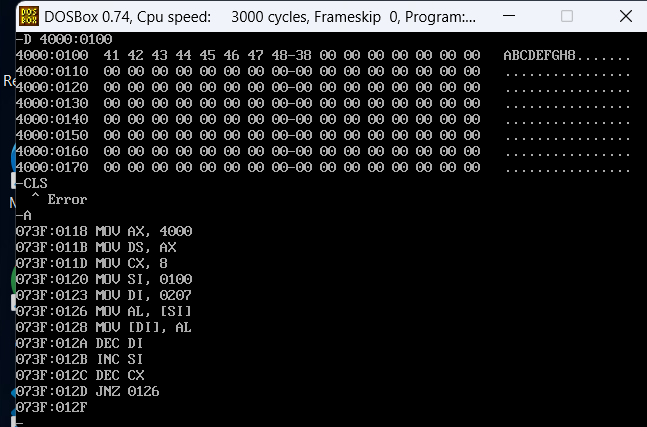 DOSBox 0.74, Cpu speed:     3000 cycles, Frameskip  0, Program:...
-D 4000:0100
4000:0100  41 42 43 44 45 46 47 48-38 00 00 00 00 00 00 00   ABCDEFGH8.......
4000:0110  00 00 00 00 00 00 00 00-00 00 00 00 00 00 00 00   ................
4000:0120  00 00 00 00 00 00 00 00-00 00 00 00 00 00 00 00   ................
4000:0130  00 00 00 00 00 00 00 00-00 00 00 00 00 00 00 00   ................
4000:0140  00 00 00 00 00 00 00 00-00 00 00 00 00 00 00 00   ................
4000:0150  00 00 00 00 00 00 00 00-00 00 00 00 00 00 00 00   ................
4000:0160  00 00 00 00 00 00 00 00-00 00 00 00 00 00 00 00   ................
4000:0170  00 00 00 00 00 00 00 00-00 00 00 00 00 00 00 00   ................
-CLS
  ^ Error
-A
073F:0118 MOV AX, 4000
073F:011B MOV DS, AX
073F:011D MOV CX, 8
073F:0120 MOV SI, 0100
073F:0123 MOV DI, 0207
073F:0126 MOV AL, [SI]
073F:0128 MOV [DI], AL
073F:012A DEC DI
073F:012B INC SI
073F:012C DEC CX
073F:012D JNZ 0126
073F:012F
-